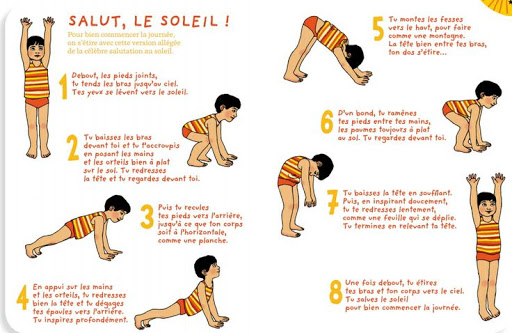 SALUT, LE SOLEIL !
Pour bien commencer la journée,
on s'étire avec cette version allégée
de la célèbre salutation au soleil.
1
Debout, les pieds joints,
tu tends les bras jusqu'au ciel.
Tes yeux se lèvent vers le soleil.
2
Tu baisses les bras
devant toi et tu t'accroupis
en posant les mains
et les orteils bien à plat
sur le sol. Tu redresses
la tête et tu regardes devant toi.
3
Puis tu recules
tes pieds vers l'arrière,
jusqu'à ce que ton corps
soit à l'horizontale,
comme une planche.
4
En appui sur les mains
et les orteils, tu redresses
bien la tête et tu dégages
tes épaules vers l'arrière.
Tu inspires profondément.
5
Tu montes les fesses
vers le haut, pour faire
comme une montagne.
La tête bien entre tes bras,
ton dos s'étire...
6
D'un bond, tu ramènes
tes pieds entre tes mains,
les paumes toujours à plat
au sol. Tu regardes devant toi.
7
Tu baisses la tête en soufflant.
Puis, en inspirant doucement,
tu te redresses lentement,
comme une feuille qui se déplie.
Tu termines en relevant ta tête.
8
Une fois debout, tu étires
tes bras et ton corps vers le ciel.
Tu salues le soleil
pour bien commencer la journée.